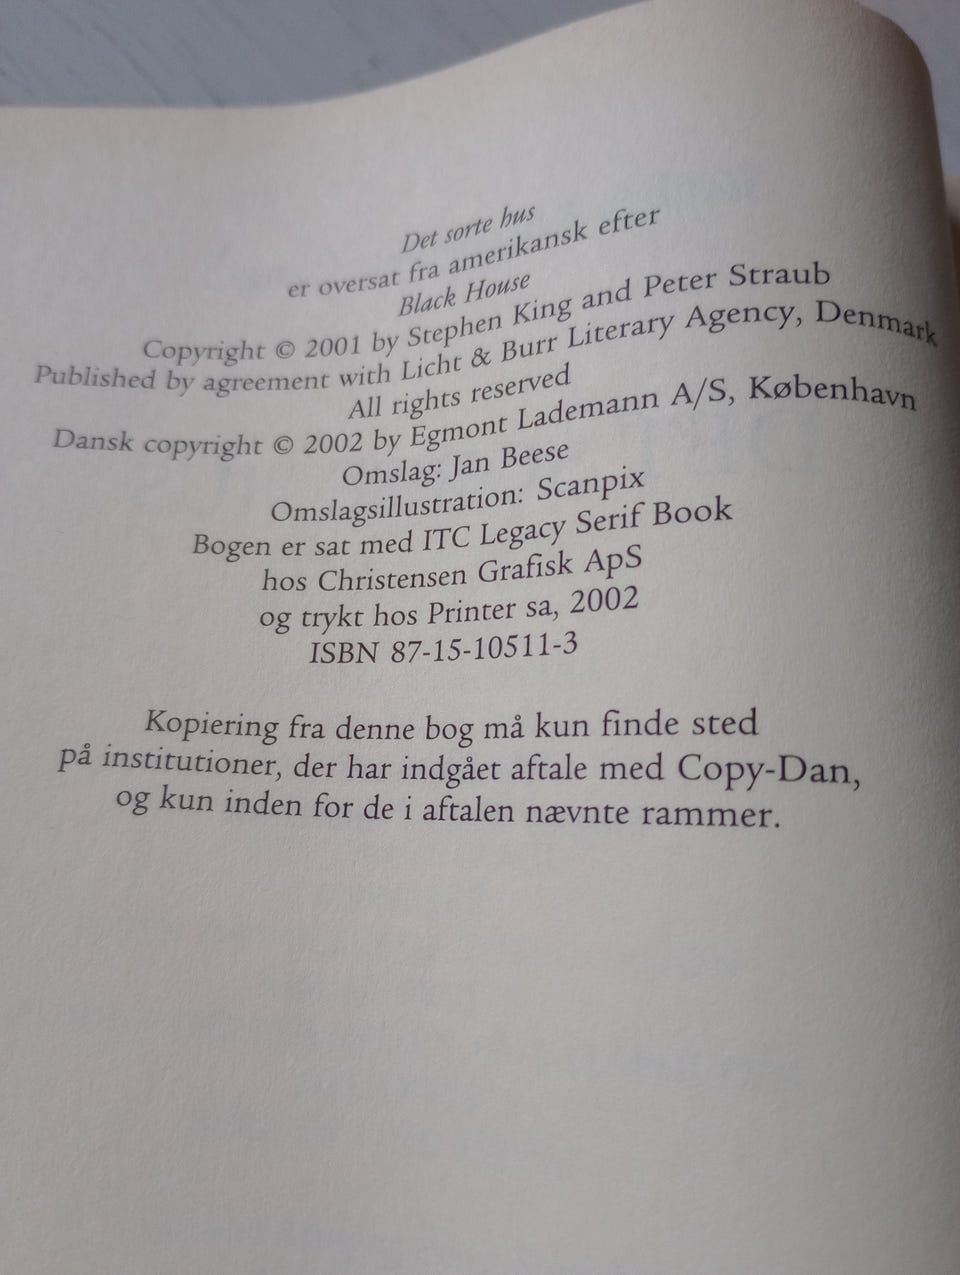 Det sorte hus
er oversat fra amerikansk efter
Black House
Copyright © 2001 by Stephen King and Peter Straub
Published by agreement with Licht & Burr Literary Agency, Denmark
All rights reserved
Dansk copyright © 2002 by Egmont Lademann A/S, København
Omslag: Jan Beese
Omslagsillustration: Scanpix
Bogen er sat med ITC Legacy Serif Book
hos Christensen Grafisk ApS
og trykt hos Printer sa, 2002
ISBN 87-15-10511-3
Kopiering fra denne bog må kun finde sted
på institutioner, der har indgået aftale med Copy-Dan,
og kun inden for de i aftalen nævnte rammer.